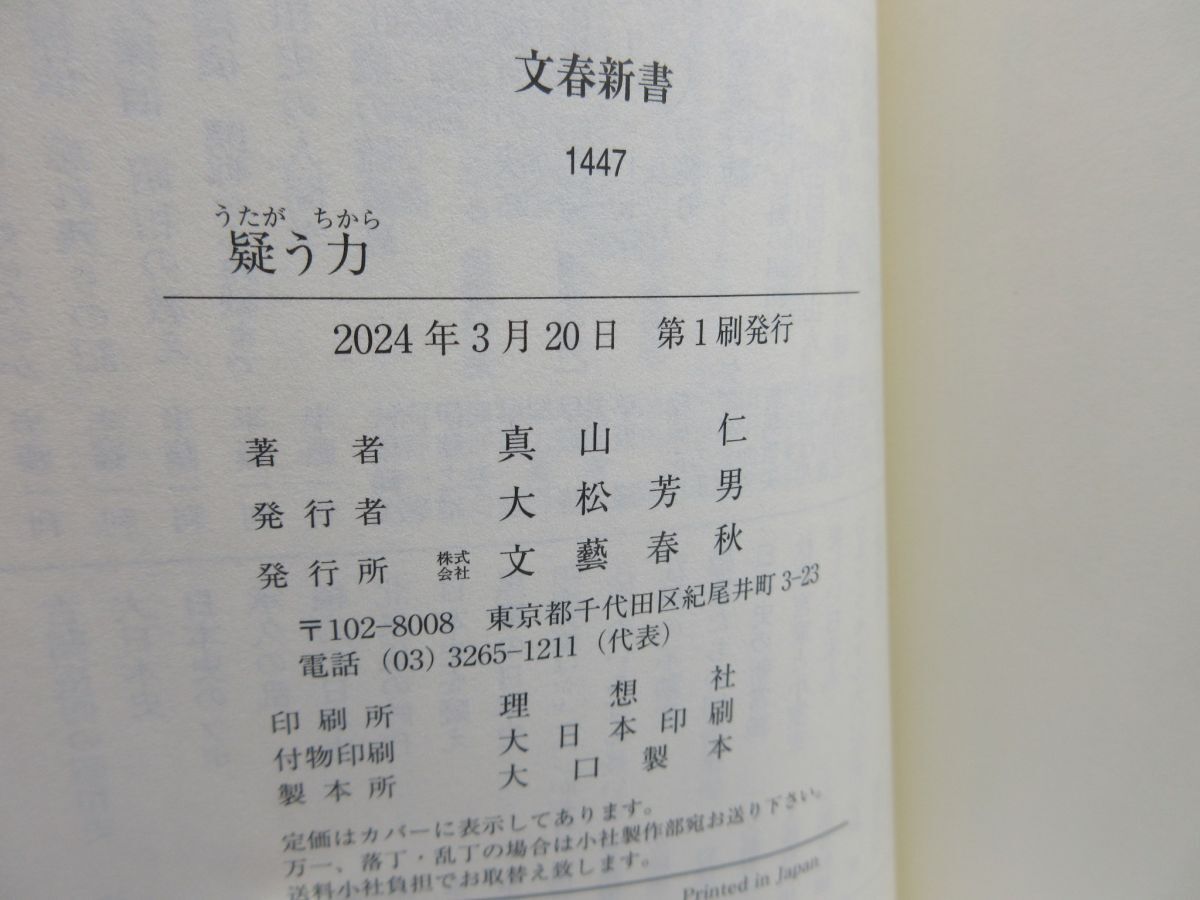 文春新書
1447
うたが ちから
疑う力
2024年3月20日 第1刷発行
著者 真山仁
発行者 大松芳男
発行所 株式会社 文藝春秋
〒102-8008 東京都千代田区紀尾井町3-23
電話 (03) 3265-1211 (代表)
印刷所 理想社
付物印刷 大日本印刷
製本所 大口製本
定価はカバーに表示してあります。
万一、落丁・乱丁の場合は小社製作部宛お送り下さい。
送料小社負担でお取替え致します。
Printed in Japan